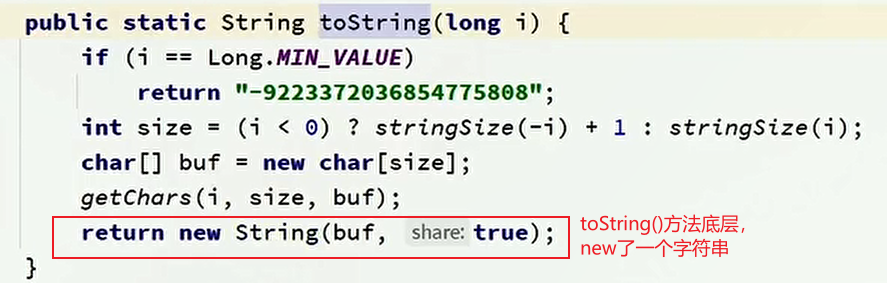 public static String toString(long i) {
if (i == Long.MIN_VALUE)
return "-9223372036854775808";
int size = (i < 0) ? stringSize(-i) + 1 : stringSize(i);
char[] buf = new char[size];
getChars(i, size, buf);
return new String(buf, share: true);
toString()方法底层，
new了一个字符串
}